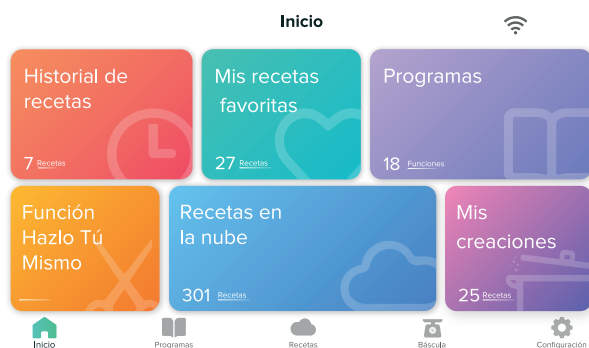 Inicio
Historial de
recetas
7 Recetas
Mis recetas
favoritas
27 Recetas
Programas
18 Funciones
Función
Hazlo Tú
Mismo
Recetas en
la nube
301 Recetas
Mis
creaciones
25 Recetas
Inicio
Programas
Recetas
Báscula
Configuración